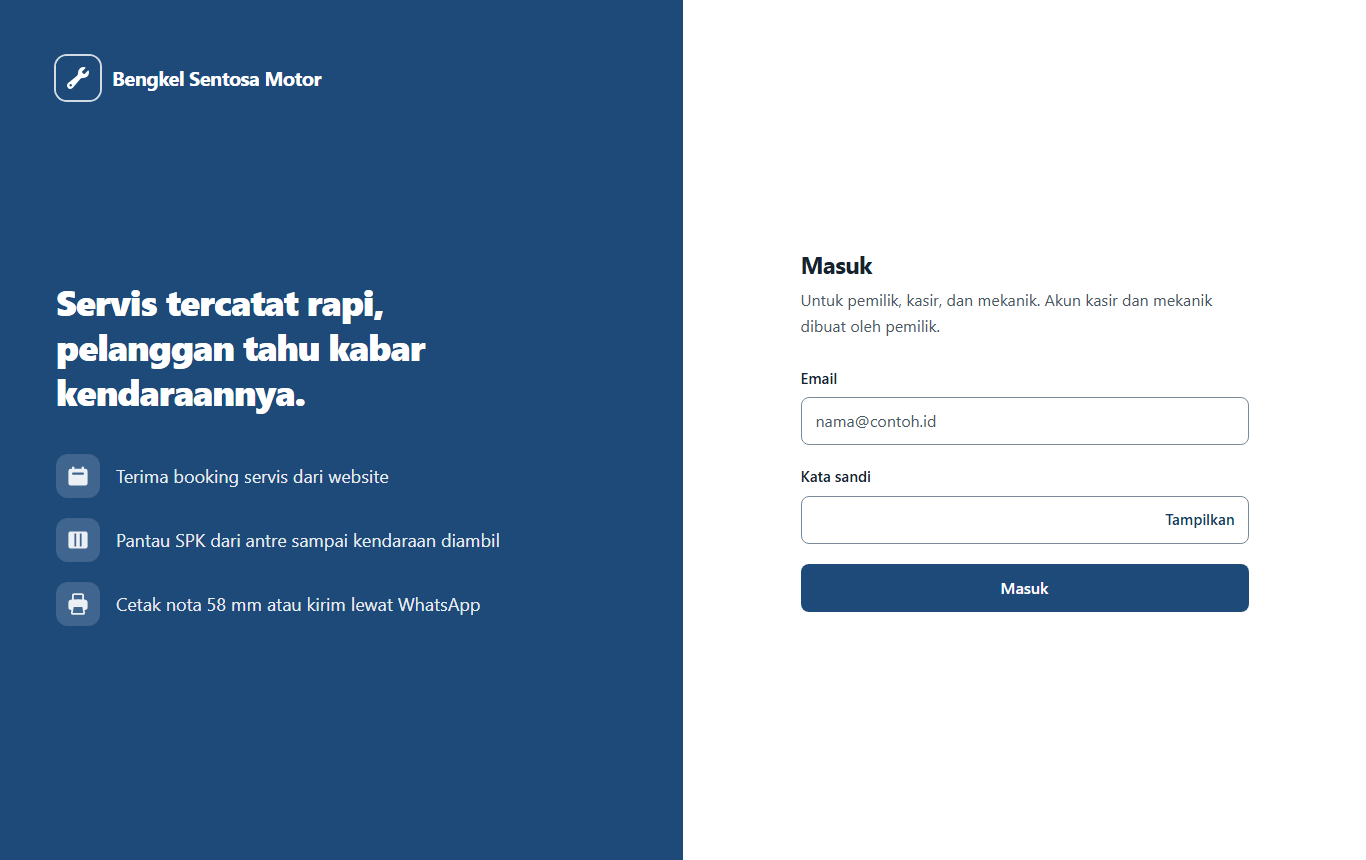 Bengkel Sentosa Motor
Servis tercatat rapi,
pelanggan tahu kabar
kendaraannya.
Terima booking servis dari website
Pantau SPK dari antre sampai kendaraan diambil
Cetak nota 58 mm atau kirim lewat WhatsApp
Masuk
Untuk pemilik, kasir, dan mekanik. Akun kasir dan mekanik
dibuat oleh pemilik.
Email
nama@contoh.id
Kata sandi
Tampilkan
Masuk